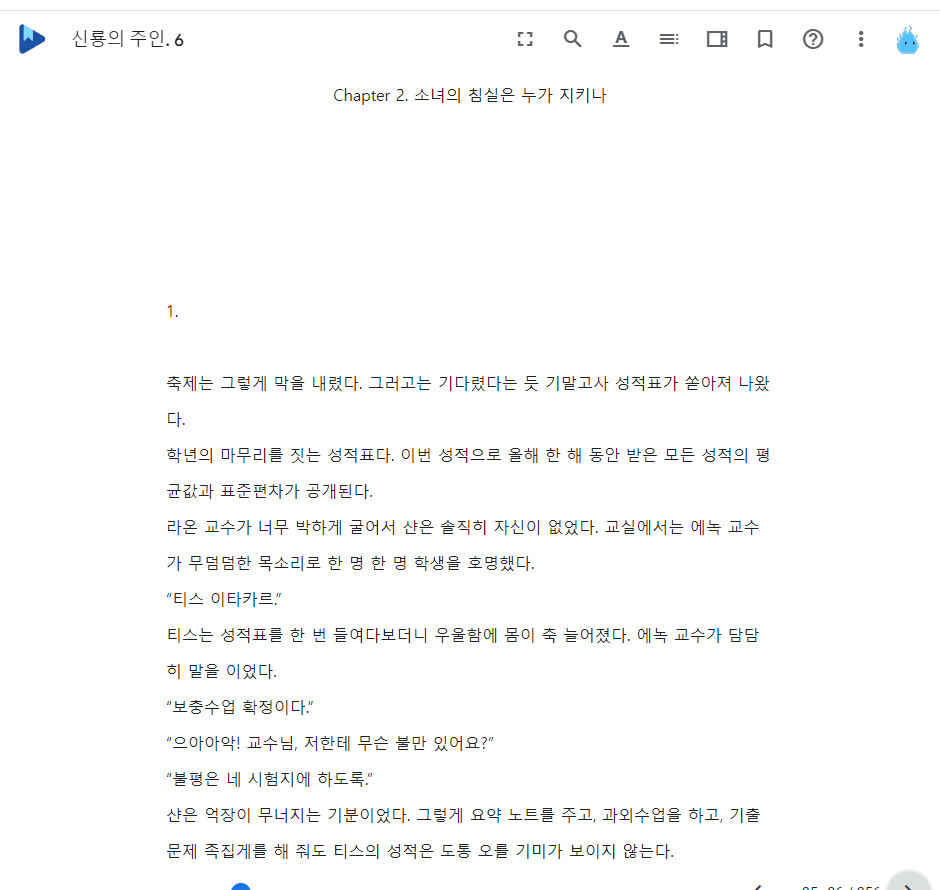 신룡의 주인. 6
Chapter 2. 소녀의 침실은 누가 지키나
1.
축제는 그렇게 막을 내렸다. 그러고는 기다렸다는 듯 기말고사 성적표가 쏟아져 나왔
다.
학년의 마무리를 짓는 성적표다. 이번 성적으로 올해 한 해 동안 받은 모든 성적의 평
균값과 표준편차가 공개된다.
라온 교수가 너무 박하게 굴어서 샨은 솔직히 자신이 없었다. 교실에서는 에녹 교수
가 무덤덤한 목소리로 한 명 한 명 학생을 호명했다.
“티스 이타카르.”
티스는 성적표를 한 번 들여다보더니 우울함에 몸이 축 늘어졌다. 에녹 교수가 담담
히 말을 이었다.
“보충수업 확정이다.”
“으아아악! 교수님, 저한테 무슨 불만 있어요?”
“불평은 네 시험지에 하도록.”
샨은 억장이 무너지는 기분이었다. 그렇게 요약 노트를 주고, 과외수업을 하고, 기출
문제 족집게를 해 줘도 티스의 성적은 도통 오를 기미가 보이지 않는다.